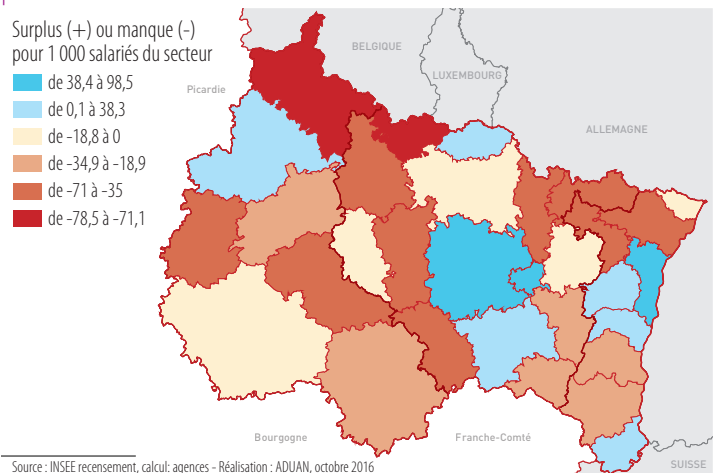 Surplus (+) ou manque (-)
pour 1 000 salariés du secteur
de 38,4 à 98,5
de 0,1 à 38,3
de -18,8 à 0
de -34,9 à -18,9
de -71 à -35
de -78,5 à -71,1
BELGIQUE
LUXEMBOURG
Picardie
ALLEMAGNE
Bourgogne
Franche-Comté
SUISSE
Source : INSEE recensement, calcul: agences - Réalisation : ADUAN, octobre 2016